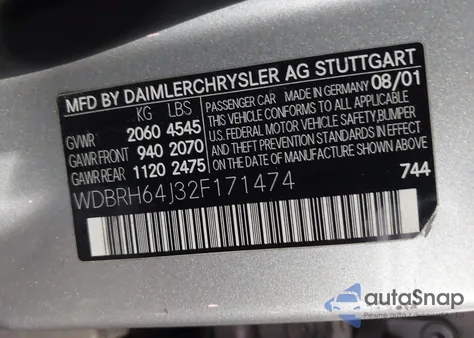 MFD BY DAIMLERCHRYSLER AG STUTTGART
KG LBS PASSENGER CAR MADE IN GERMANY 08/01
GVWR 2060 4545 THIS VEHICLE CONFORMS TO ALL APPLICABLE
GAWR FRONT 940 2070 U.S. FEDERAL MOTOR VEHICLE SAFETY, BUMPER
GAWR REAR 1120 2475 AND THEFT PREVENTION STANDARDS IN EFFECT
ON THE DATE OF MANUFACTURE SHOWN ABOVE.
WDBRH64J32F171474 744
autoSnap
Pewne auto z